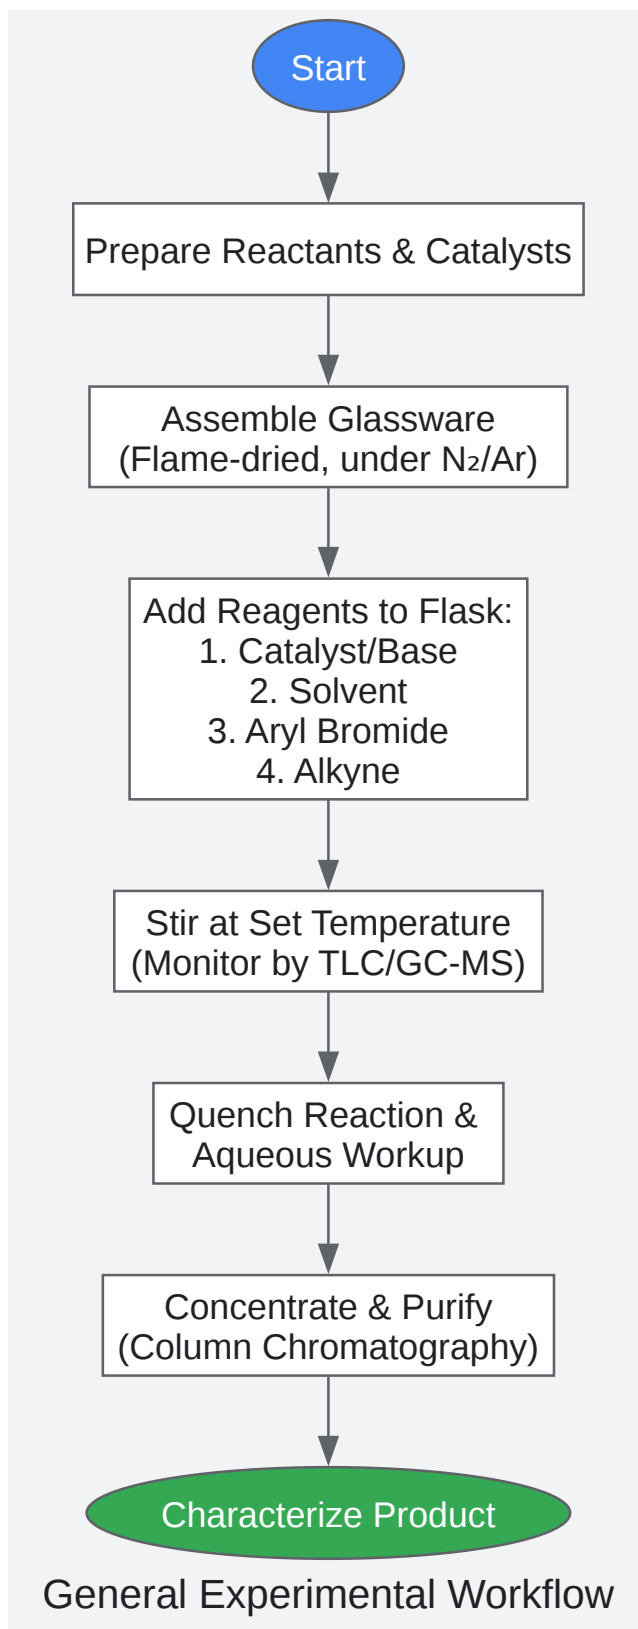 Start
Prepare Reactants & Catalysts
Assemble Glassware
(Flame-dried, under N₂/Ar)
Add Reagents to Flask:
1. Catalyst/Base
2. Solvent
3. Aryl Bromide
4. Alkyne
Stir at Set Temperature
(Monitor by TLC/GC-MS)
Quench Reaction &
Aqueous Workup
Concentrate & Purify
(Column Chromatography)
Characterize Product
General Experimental Workflow